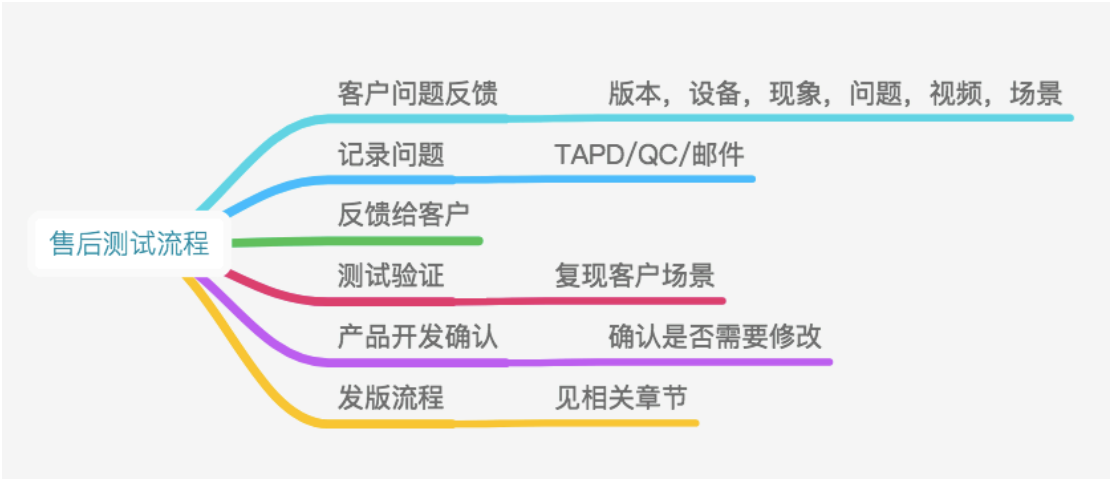 客户问题反馈 版本，设备，现象，问题，视频，场景
记录问题 TAPD/QC/邮件
反馈给客户
售后测试流程
测试验证 复现客户场景
产品开发确认 确认是否需要修改
发版流程 见相关章节